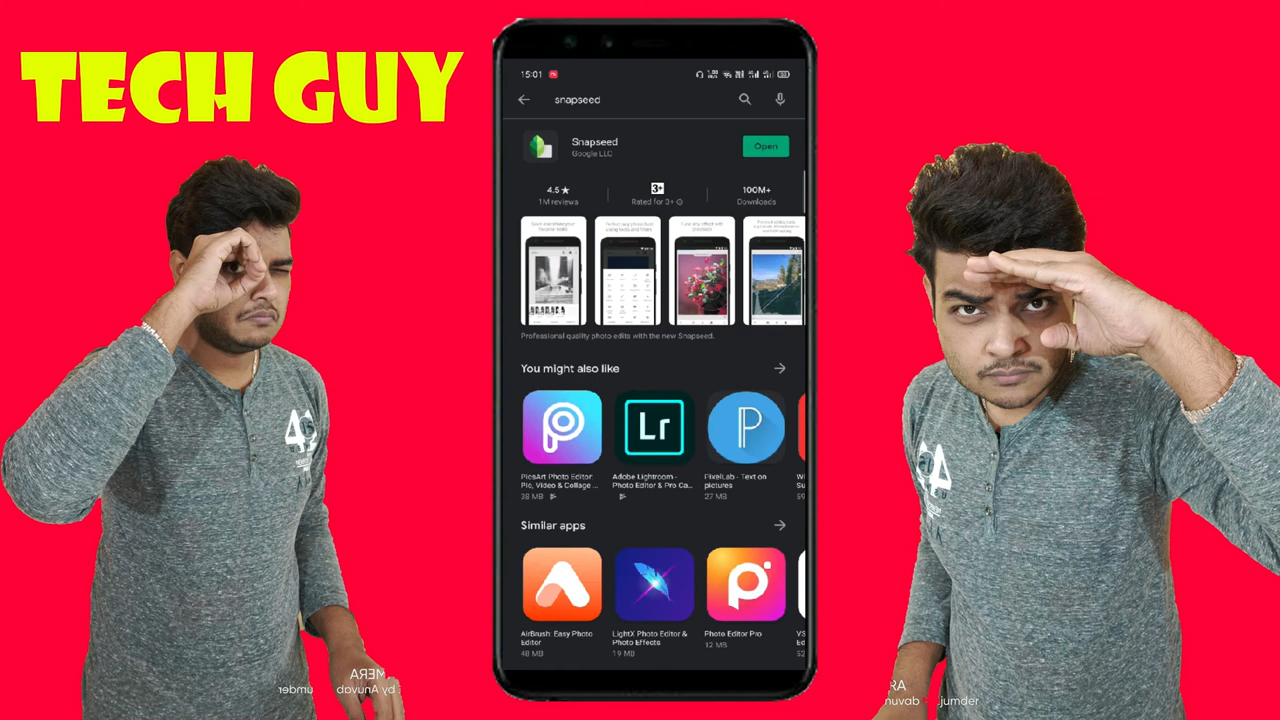 TECH GUY
15:01
snapseed
Snapseed
Google LLC
Open
4.5★
1M reviews
3+
Rated for 3+
100M+
Downloads
Professional quality photo edits with the new Snapseed.
You might also like
Lr
PicsArt Photo Editor:
Pic, Video & Collage ...
38 MB
Adobe Lightroom -
Photo Editor & Pro Ca...
PixelLab - Text on
pictures
27 MB
Similar apps
AirBrush: Easy Photo
Editor
48 MB
LightX Photo Editor &
Photo Effects
19 MB
Photo Editor Pro
12 MB
by Anuvab